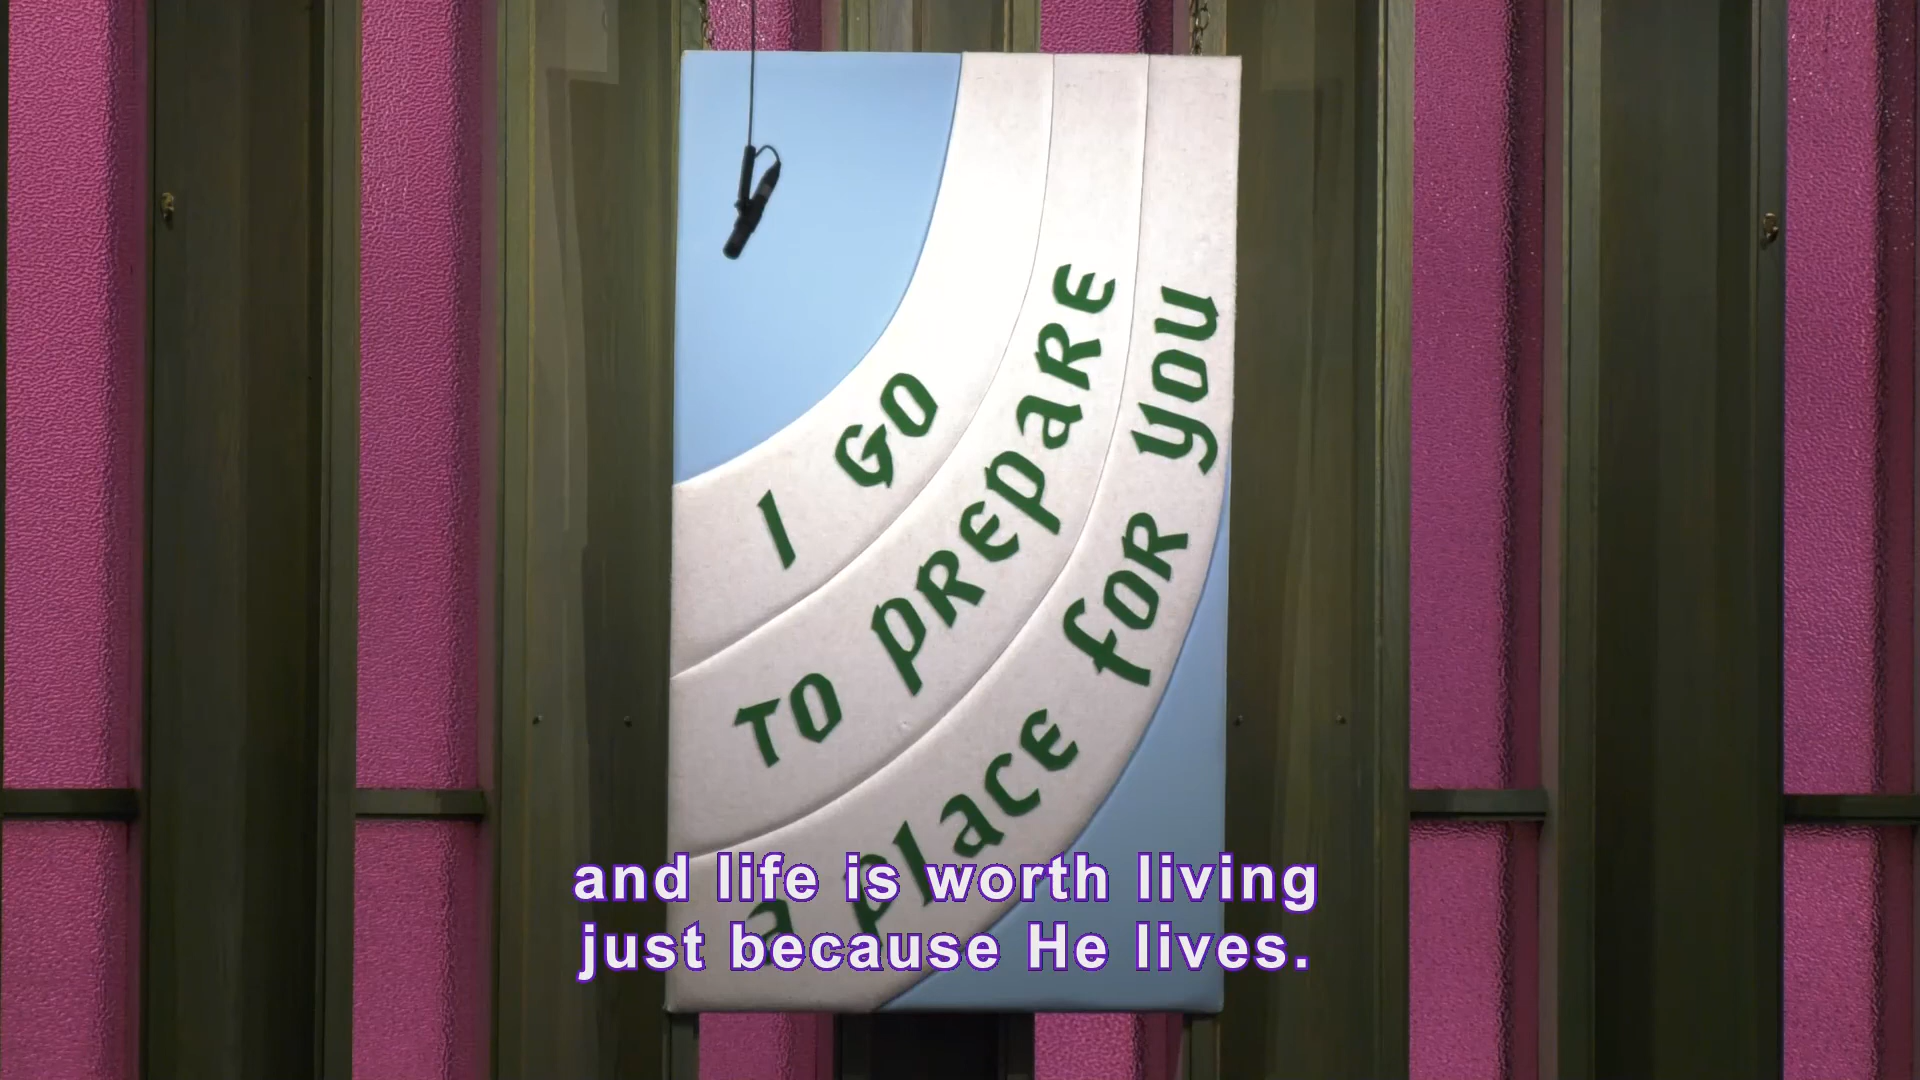 I GO
TO pREpaRE
a place foR you
and life is worth living
just because He lives.